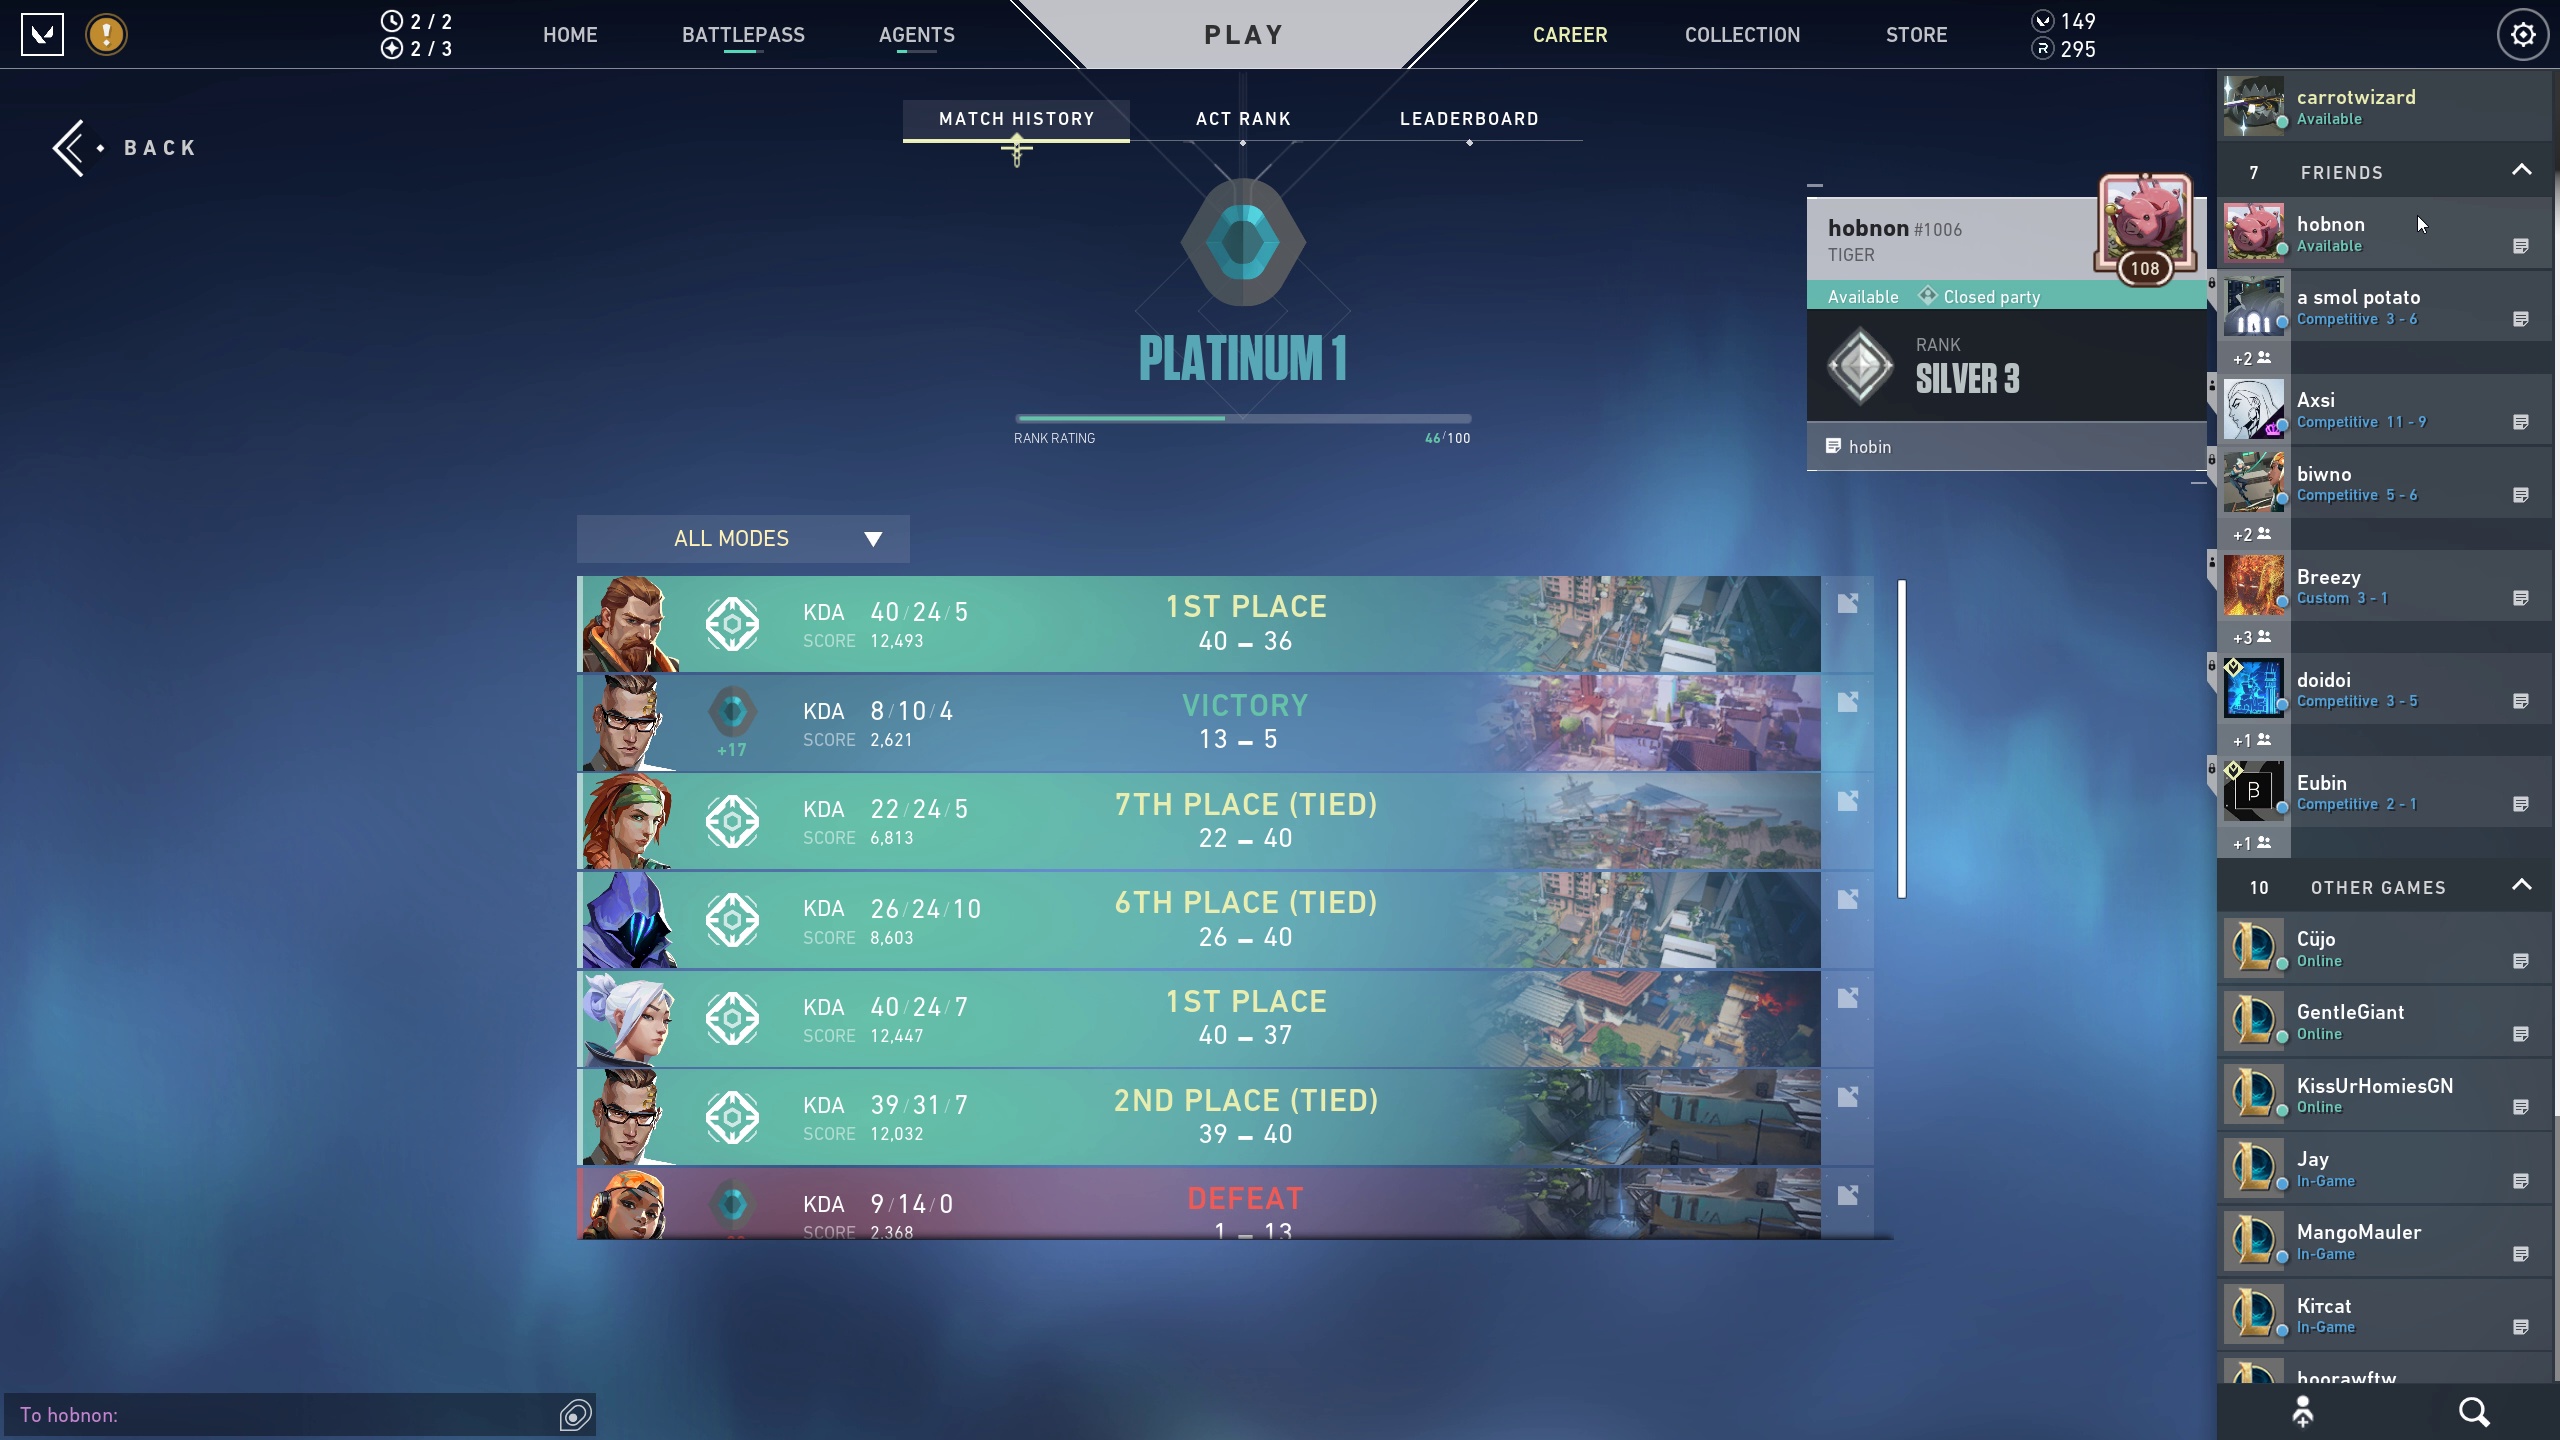 2 / 2
2 / 3
HOME
BATTLEPASS
AGENTS
PLAY
CAREER
COLLECTION
STORE
149
R 295
BACK
MATCH HISTORY
ACT RANK
LEADERBOARD
PLATINUM 1
RANK RATING
46/100
hobnon #1006
TIGER
108
Available
Closed party
RANK
SILVER 3
hobin
ALL MODES
KDA 40/24/5
SCORE 12,493
1ST PLACE
40 – 36
+17
KDA 8/10/4
SCORE 2,621
VICTORY
13 – 5
KDA 22/24/5
SCORE 6,813
7TH PLACE (TIED)
22 – 40
KDA 26/24/10
SCORE 8,603
6TH PLACE (TIED)
26 – 40
KDA 40/24/7
SCORE 12,447
1ST PLACE
40 – 37
KDA 39/31/7
SCORE 12,032
2ND PLACE (TIED)
39 – 40
KDA 9/14/0
SCORE 2,368
DEFEAT
1 – 13
carrotwizard
Available
7 FRIENDS
hobnon
Available
a smol potato
Competitive 3 - 6
+2
Axsi
Competitive 11 - 9
biwno
Competitive 5 - 6
+2
Breezy
Custom 3 - 1
+3
doidoi
Competitive 3 - 5
+1
β
Eubin
Competitive 2 - 1
+1
10 OTHER GAMES
Cüjo
Online
GentleGiant
Online
KissUrHomiesGN
Online
Jay
In-Game
MangoMauler
In-Game
Kiтcat
In-Game
hoorawftw
To hobnon: